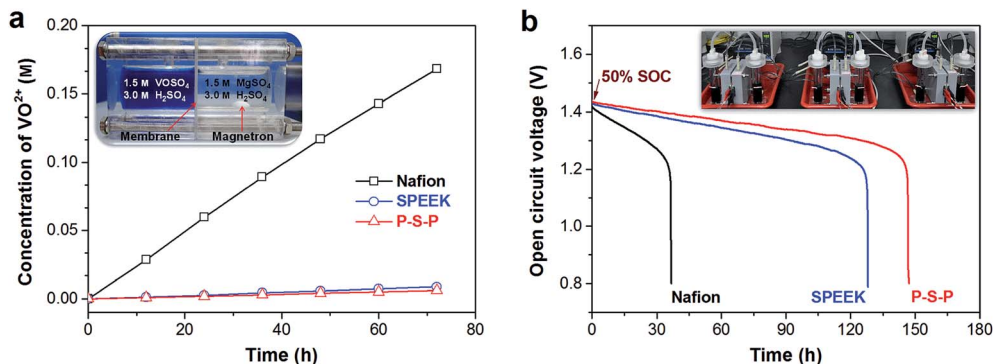 a
Concentration of VO²⁺ (M)
0.20
0.15
0.10
0.05
0.00
1.5 M VOSO₄
3.0 M H₂SO₄
1.5 M MgSO₄
3.0 M H₂SO₄
Membrane
Magnetron
Nafion
SPEEK
P-S-P
0
20
40
60
80
Time (h)
b
Open circuit voltage (V)
1.6
1.4
1.2
1.0
0.8
50% SOC
Nafion
SPEEK
P-S-P
0
30
60
90
120
150
180
Time (h)